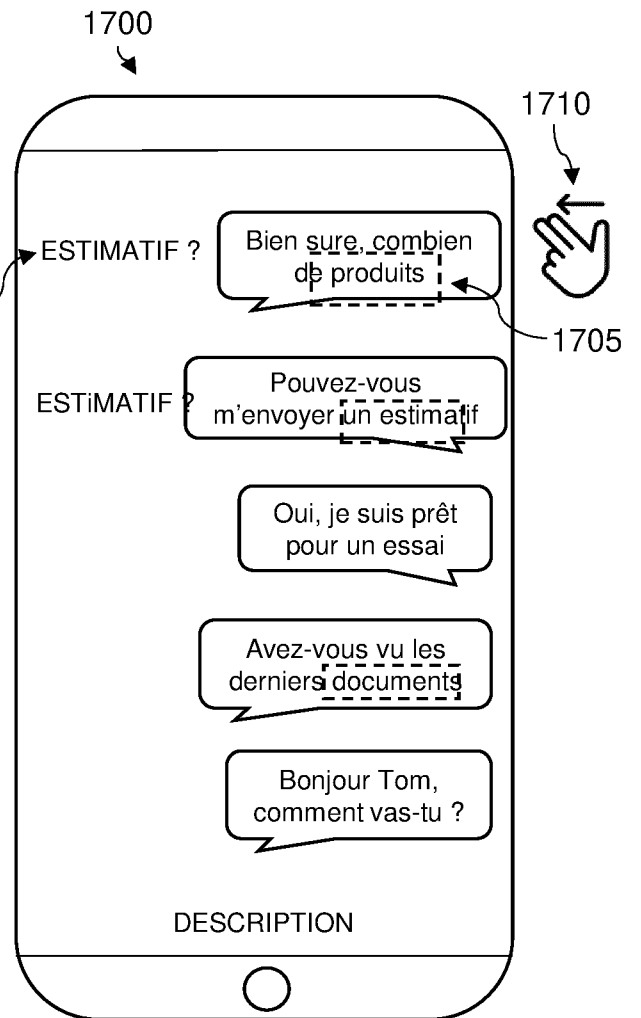 1700
1710
ESTIMATIF ?
Bien sure, combien
de produits
1705
ESTiMATIF ?
Pouvez-vous
m'envoyer un estimatif
Oui, je suis prêt
pour un essai
Avez-vous vu les
derniers documents
Bonjour Tom,
comment vas-tu ?
DESCRIPTION